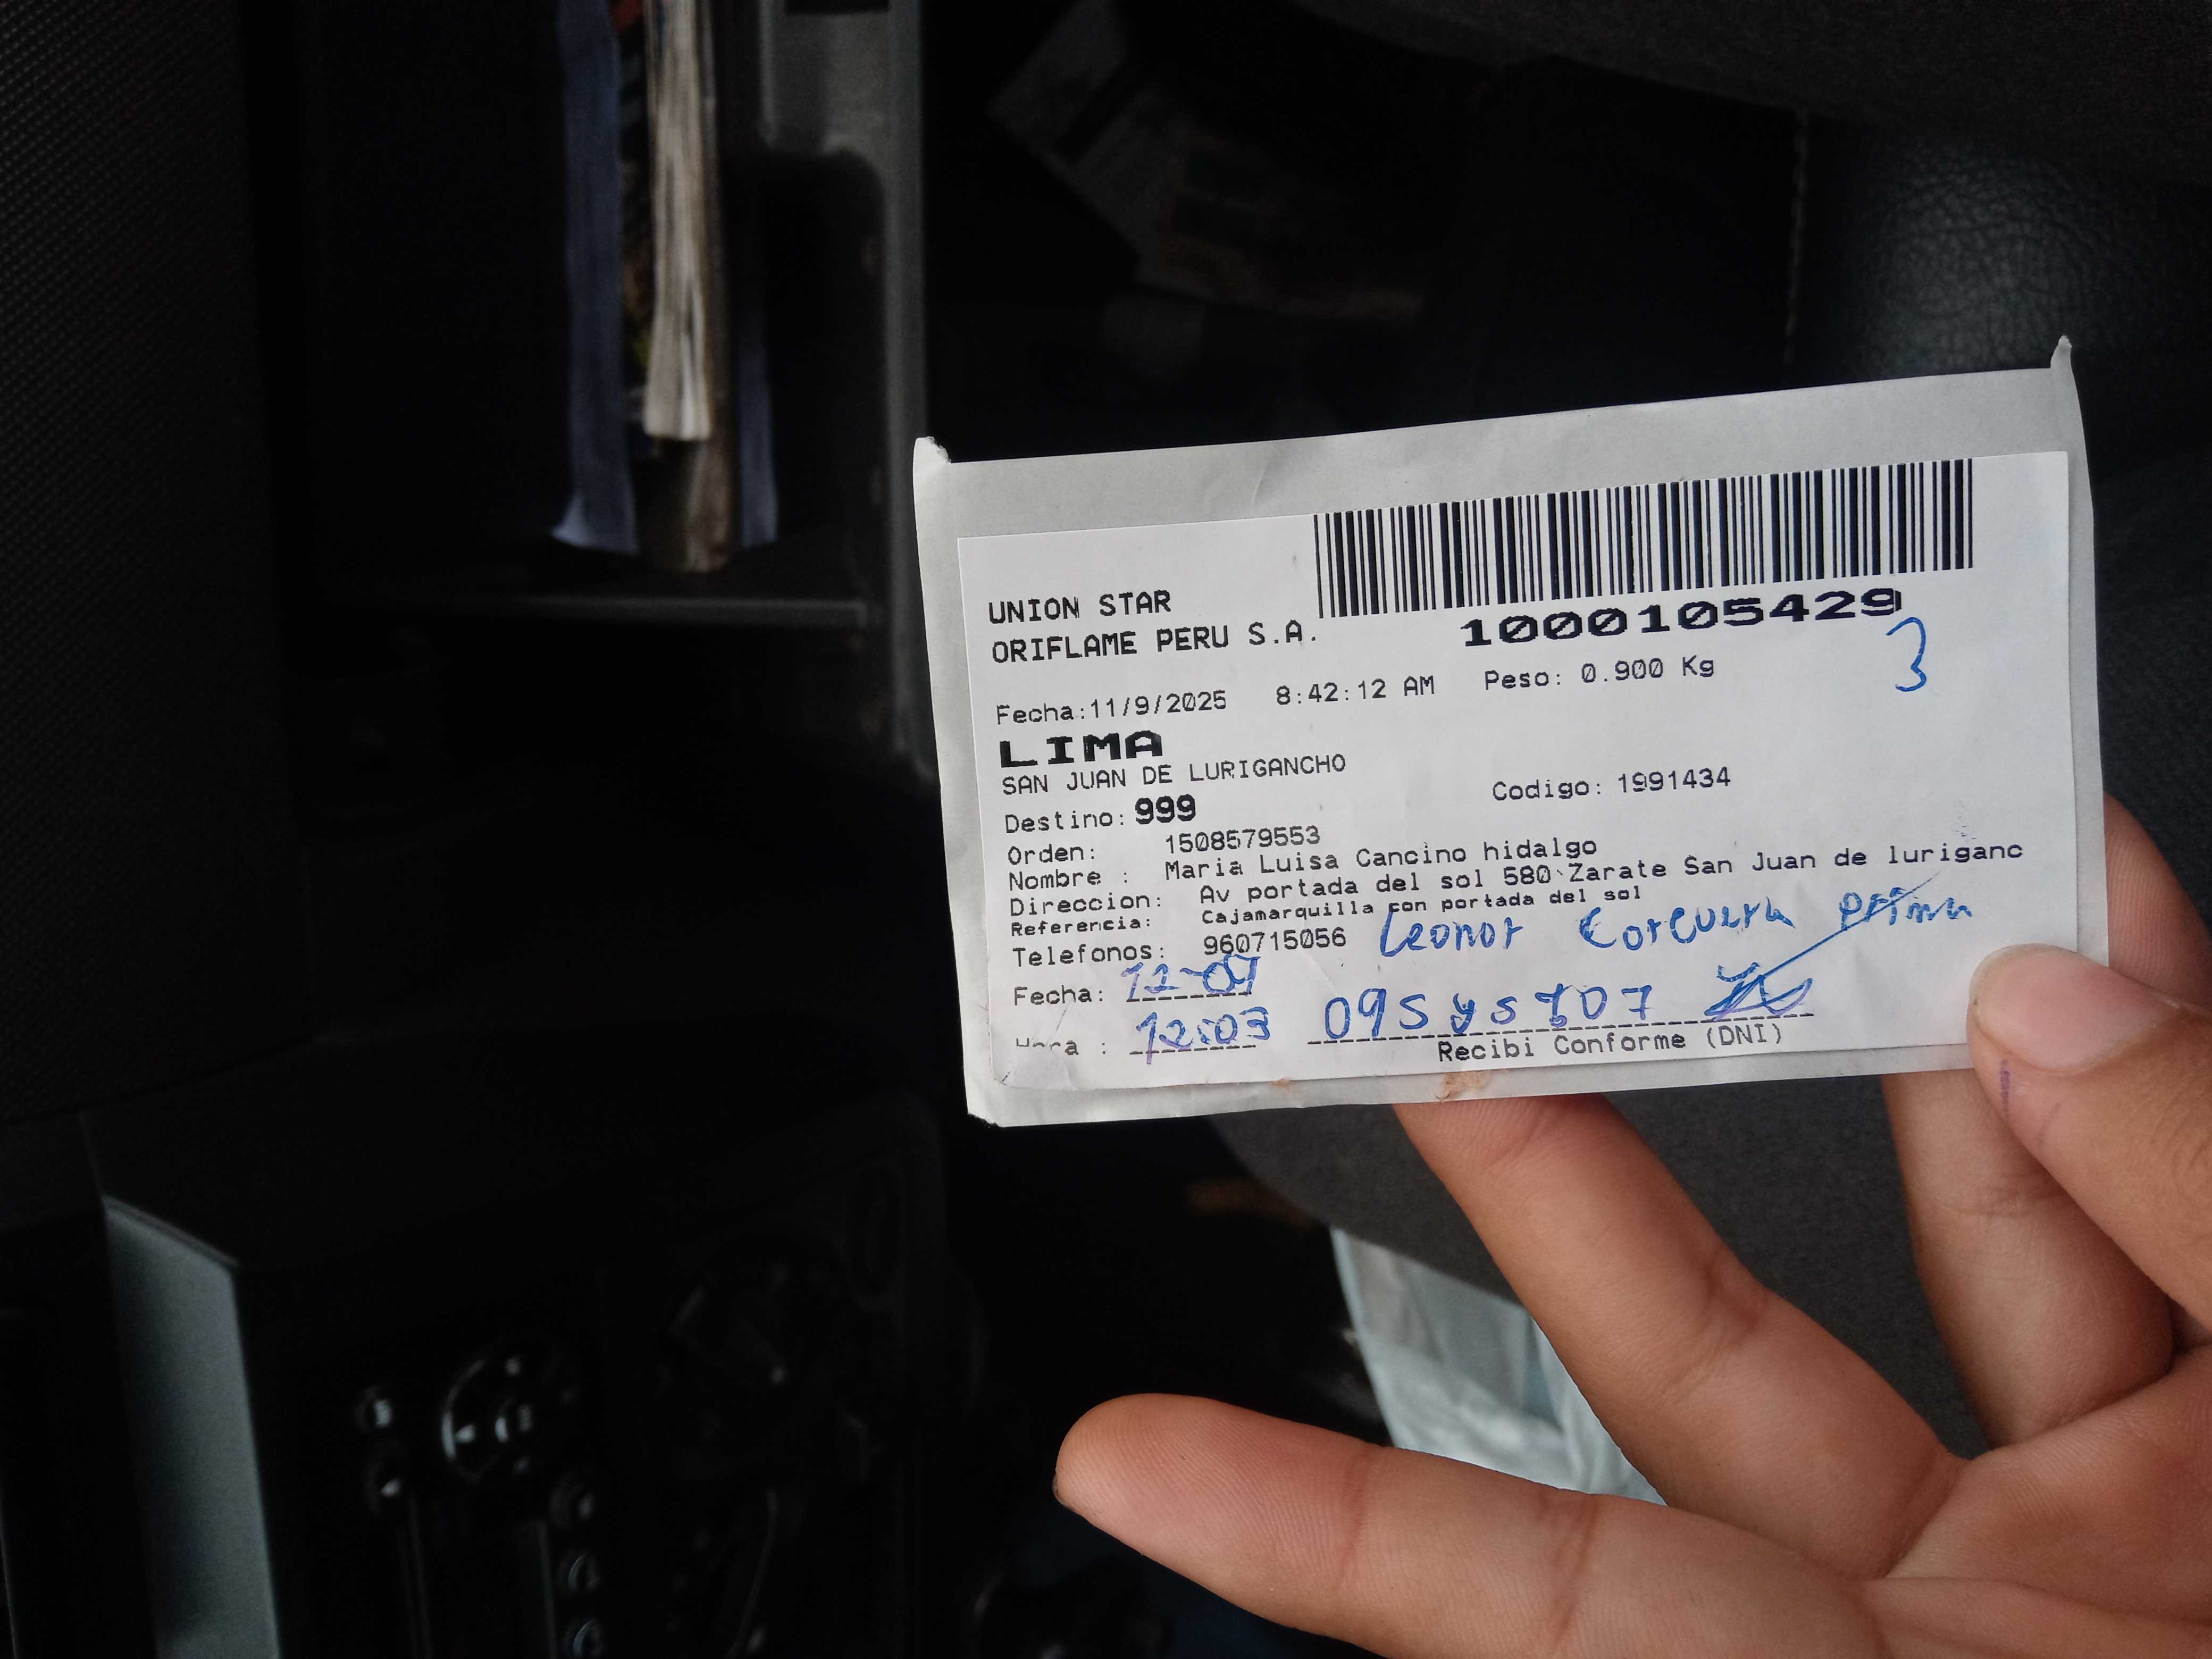 UNION STAR
ORIFLAME PERU S.A.
1000105429
3
Fecha:11/9/2025 8:42:12 AM Peso: 0.900 Kg
LIMA
SAN JUAN DE LURIGANCHO
Destino: 999 Codigo: 1991434
Orden: 1508579553
Nombre : Maria Luisa Cancino hidalgo
Direccion: Av portada del sol 580 Zarate San Juan de luriganc
Referencia: Cajamarquilla con portada del sol
Telefonos: 960715056 Leonor Corcuera prima
Fecha: 12-09
Hora : 12:03
Recibi Conforme (DNI)